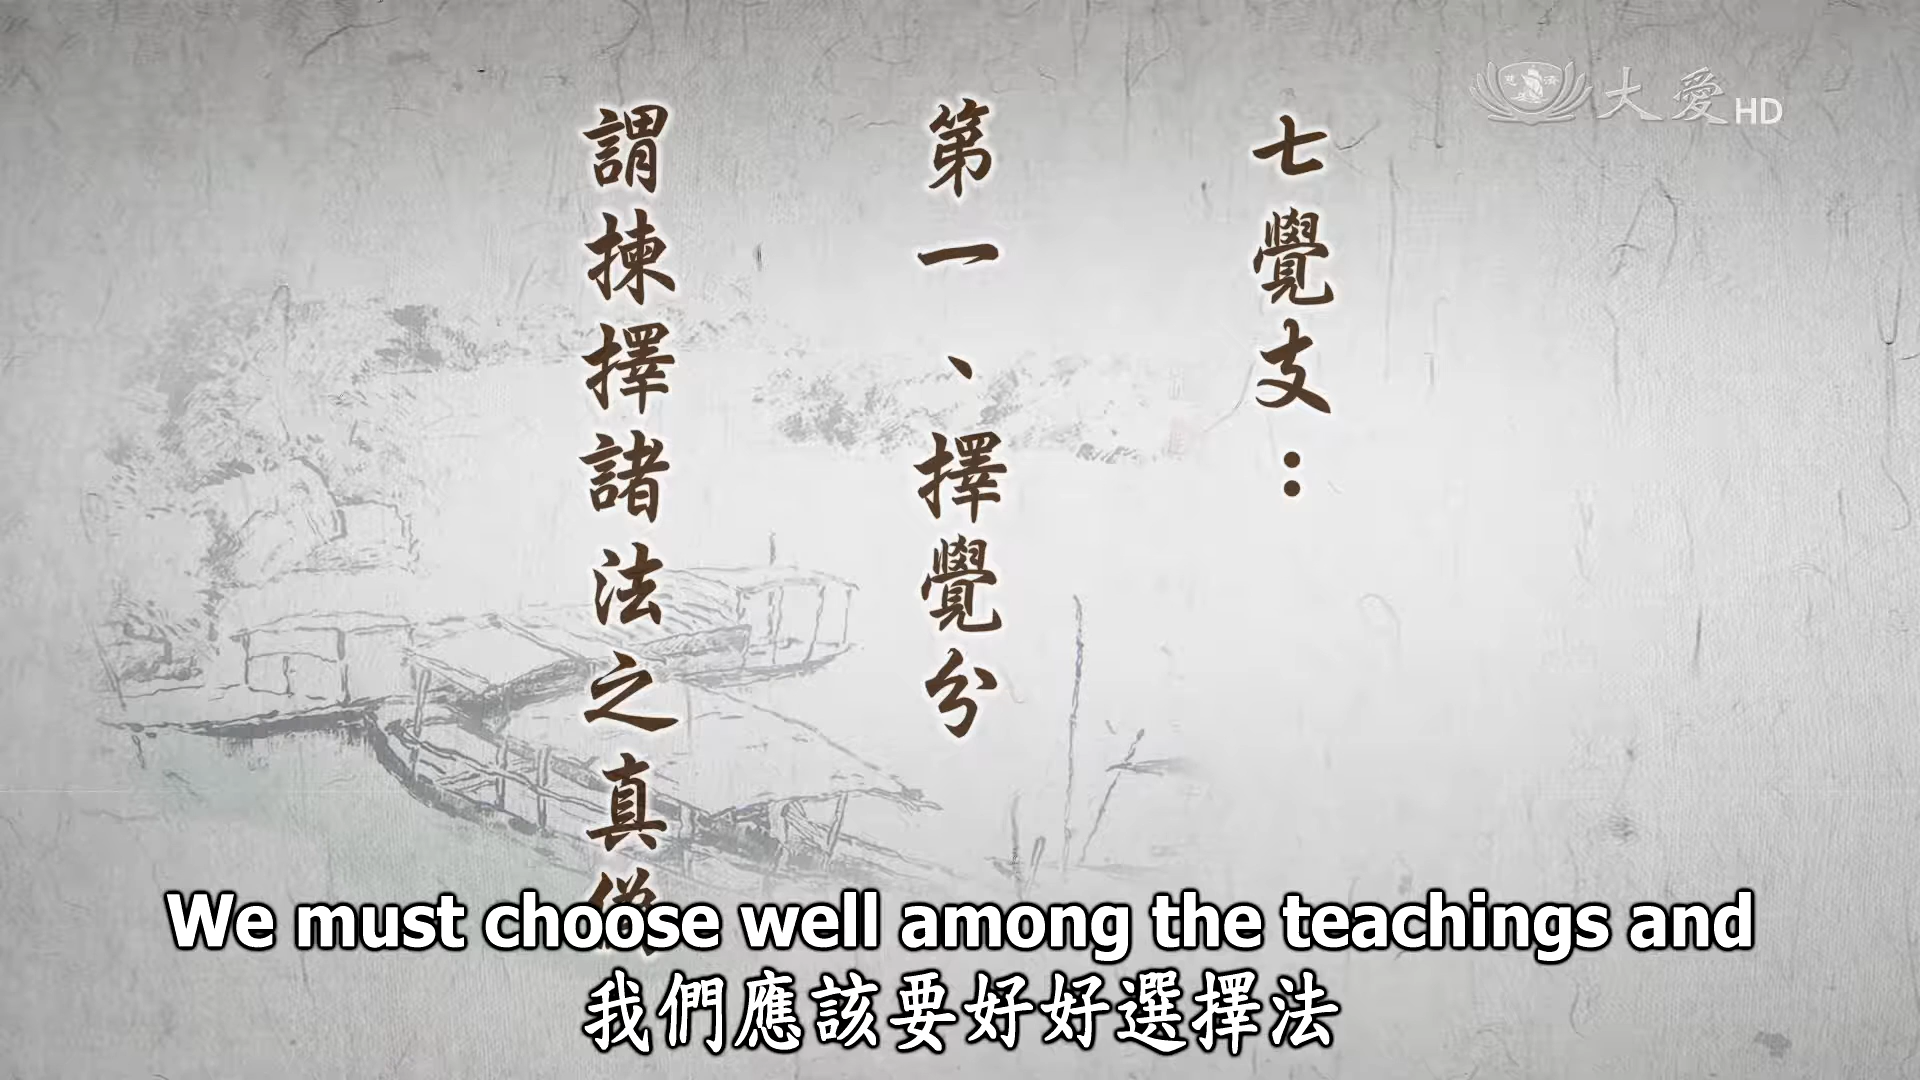 大愛HD
七覺支：
第一、擇覺分
謂揀擇諸法之真偽
We must choose well among the teachings and
我們應該要好好選擇法